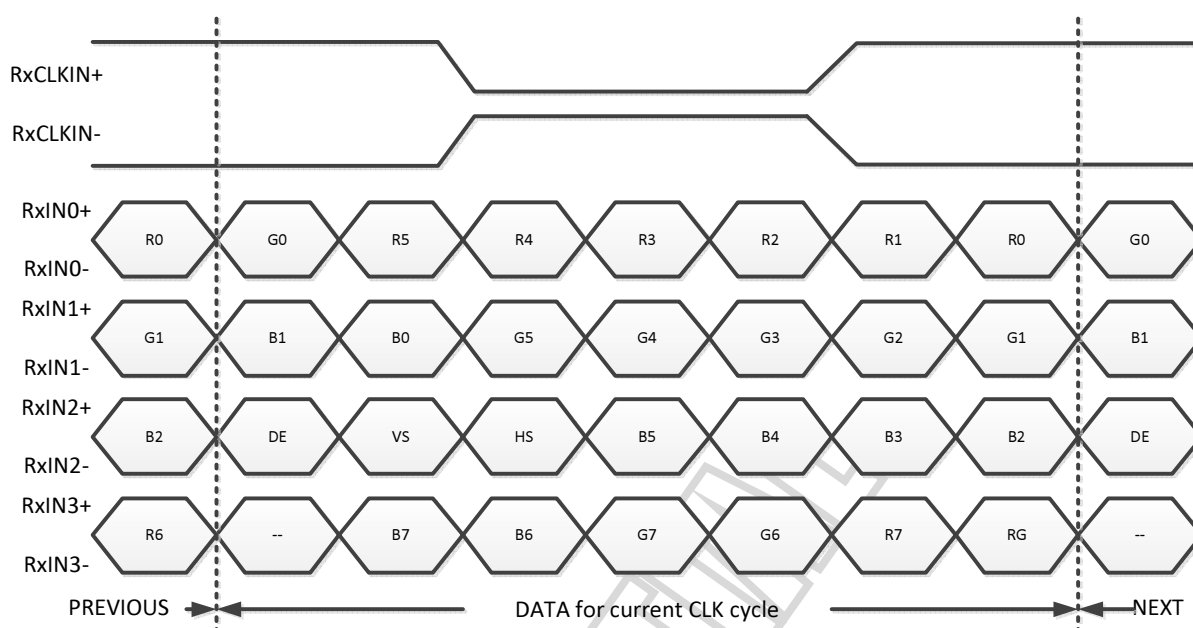 RxCLKIN+
RxCLKIN-
RxIN0+
R0 G0 R5 R4 R3 R2 R1 R0 G0
RxIN0-
RxIN1+
G1 B1 B0 G5 G4 G3 G2 G1 B1
RxIN1-
RxIN2+
B2 DE VS HS B5 B4 B3 B2 DE
RxIN2-
RxIN3+
R6 -- B7 B6 G7 G6 R7 RG --
RxIN3-
PREVIOUS DATA for current CLK cycle NEXT